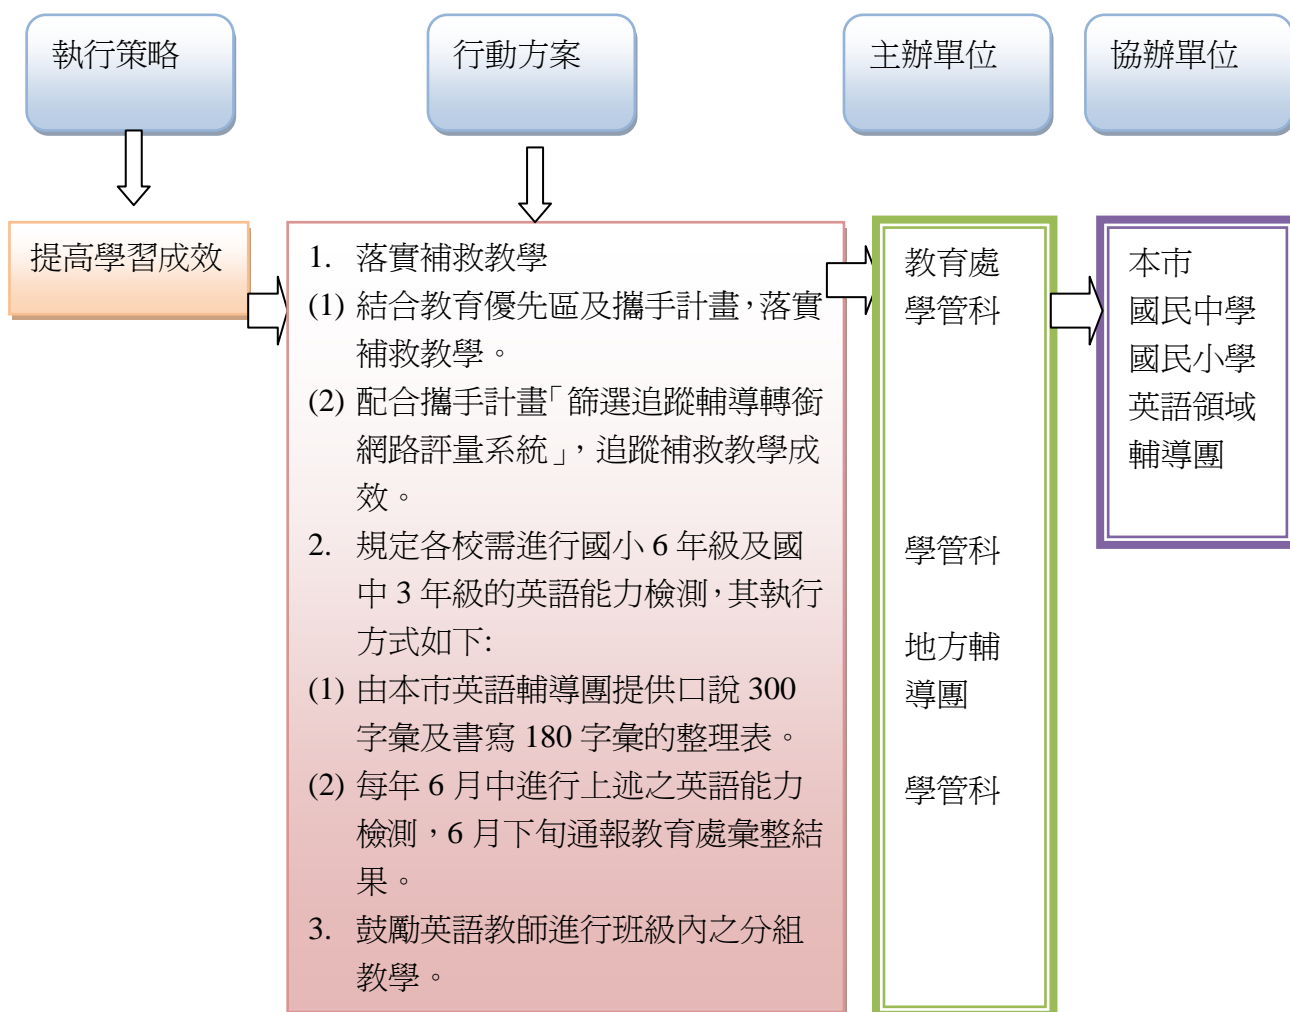 執行策略
行動方案
主辦單位
協辦單位
提高學習成效
1. 落實補救教學
(1) 結合教育優先區及攜手計畫，落實
補救教學。
(2) 配合攜手計畫「篩選追蹤輔導轉銜
網路評量系統」，追蹤補救教學成
效。
2. 規定各校需進行國小 6 年級及國
中 3 年級的英語能力檢測，其執行
方式如下:
(1) 由本市英語輔導團提供口說 300
字彙及書寫 180 字彙的整理表。
(2) 每年 6 月中進行上述之英語能力
檢測，6 月下旬通報教育處彙整結
果。
3. 鼓勵英語教師進行班級內之分組
教學。
教育處
學管科
學管科
地方輔
導團
學管科
本市
國民中學
國民小學
英語領域
輔導團